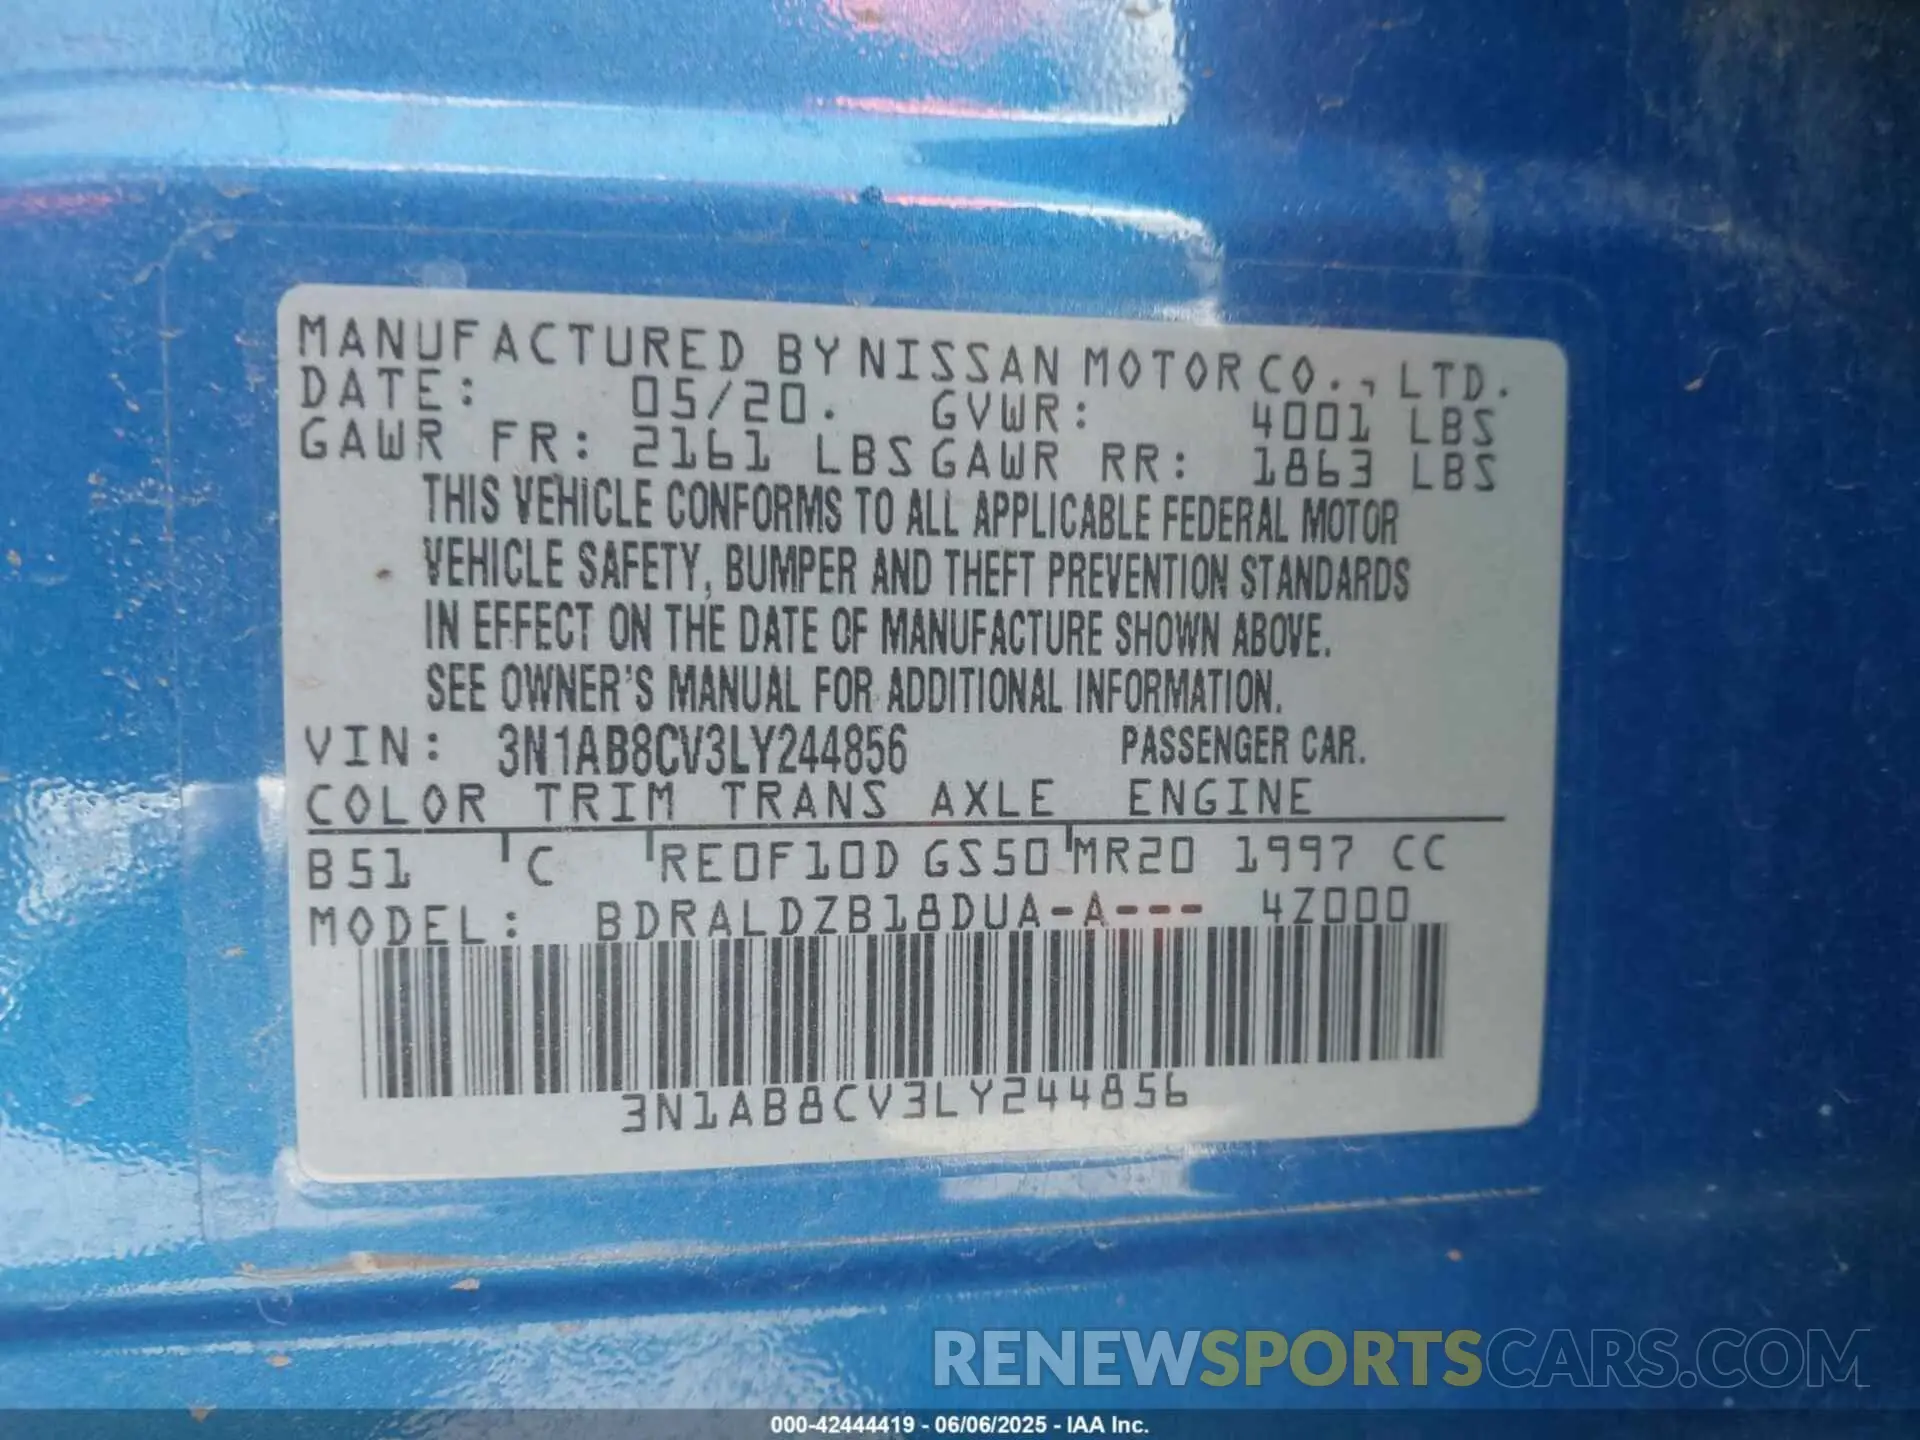 MANUFACTURED BY NISSAN MOTOR CO., LTD.
DATE: 05/20. GVWR: 4001 LBS
GAWR FR: 2161 LBS GAWR RR: 1863 LBS
THIS VEHICLE CONFORMS TO ALL APPLICABLE FEDERAL MOTOR
VEHICLE SAFETY, BUMPER AND THEFT PREVENTION STANDARDS
IN EFFECT ON THE DATE OF MANUFACTURE SHOWN ABOVE.
SEE OWNER'S MANUAL FOR ADDITIONAL INFORMATION.
VIN: 3N1AB8CV3LY244856 PASSENGER CAR.
COLOR TRIM TRANS AXLE ENGINE
B51 C RE0F10D GS50 MR20 1997 CC
MODEL: BDRALDZB18DUA-A--- 4Z000
3N1AB8CV3LY244856
RENEWSPORTSCARS.COM
000-42444419 - 06/06/2025 - IAA Inc.